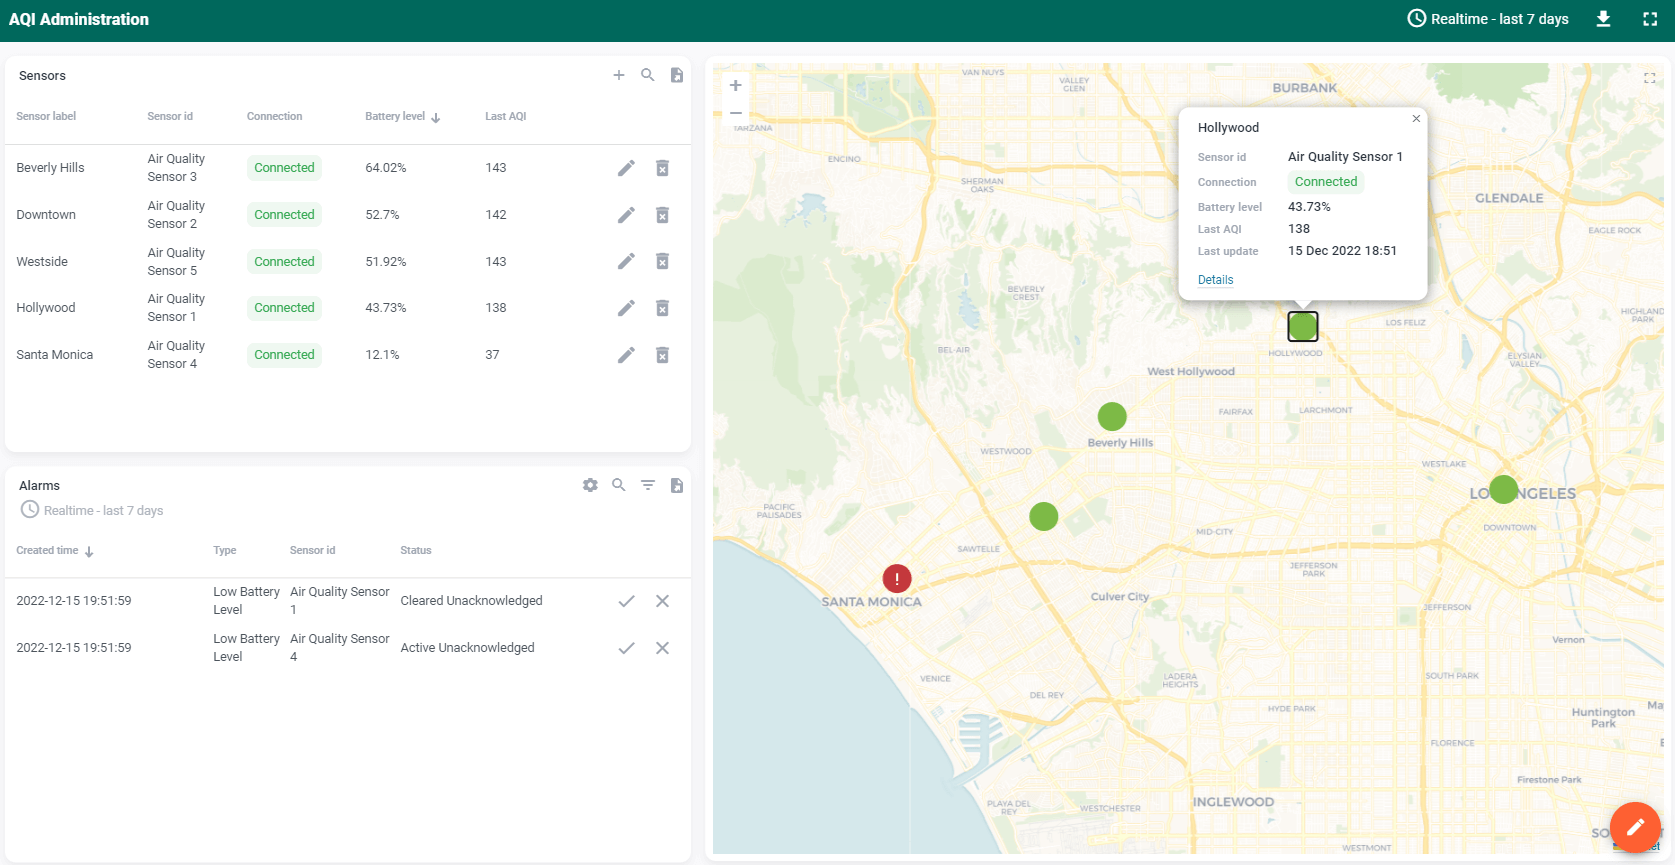 AQI Administration
Realtime - last 7 days
Sensors
Sensor label Sensor id Connection Battery level Last AQI
Beverly Hills Air Quality Sensor 3 Connected 64.02% 143
Downtown Air Quality Sensor 2 Connected 52.7% 142
Westside Air Quality Sensor 5 Connected 51.92% 143
Hollywood Air Quality Sensor 1 Connected 43.73% 138
Santa Monica Air Quality Sensor 4 Connected 12.1% 37
Alarms
Realtime - last 7 days
Created time Type Sensor id Status
2022-12-15 19:51:59 Low Battery Level Air Quality Sensor 1 Cleared Unacknowledged
2022-12-15 19:51:59 Low Battery Level Air Quality Sensor 4 Active Unacknowledged
+
−
VAN NUYS
VALLEY GLEN
BURBANK
TARZANA
ENCINO
SHERMAN OAKS
Hollywood
Sensor id Air Quality Sensor 1
Connection Connected
Battery level 43.73%
Last AQI 138
Last update 15 Dec 2022 18:51
Details
GLENDALE
EAGLE ROCK
BEVERLY CREST
HIGHLAND PARK
LOS FELIZ
BEL-AIR
HOLLYWOOD
ELYSIAN VALLEY
West Hollywood
FAIRFAX
LARCHMONT
Beverly Hills
WESTWOOD
WESTLAKE
PACIFIC PALISADES
LOS ANGELES
DOWNTOWN
MID-CITY
SAWTELLE
JEFFERSON PARK
!
SANTA MONICA
Culver City
JEFFERSON
Vernon
VENICE
LADERA HEIGHTS
SOUTH PARK
DEL REY
HYDE PARK
Huntington Park
FLORENCE
Firestone Park
PLAYA DEL REY
WESTCHESTER
INGLEWOOD
WESTMONT